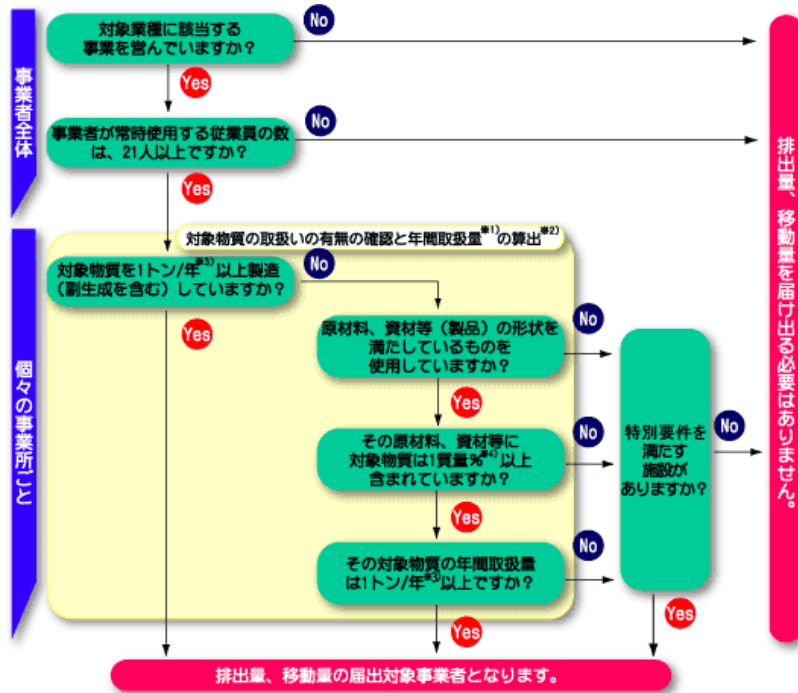 対象業種に該当する
事業を営んでいますか？
No
Yes
事業者全体
事業者が常時使用する従業員の数
は、21人以上ですか？
No
Yes
対象物質の取扱いの有無の確認と年間取扱量※1)の算出※2)
対象物質を1トン/年※3)以上製造
（副生成を含む）していますか？
No
Yes
個々の事業所ごと
原材料、資材等（製品）の形状を
満たしているものを
使用していますか？
No
Yes
その原材料、資材等に
対象物質は1質量%※4)以上
含まれていますか？
No
Yes
その対象物質の年間取扱量
は1トン/年※3)以上ですか？
No
Yes
特別要件を
満たす
施設が
ありますか？
No
Yes
排出量、移動量を届け出る必要はありません。
排出量、移動量の届出対象事業者となります。